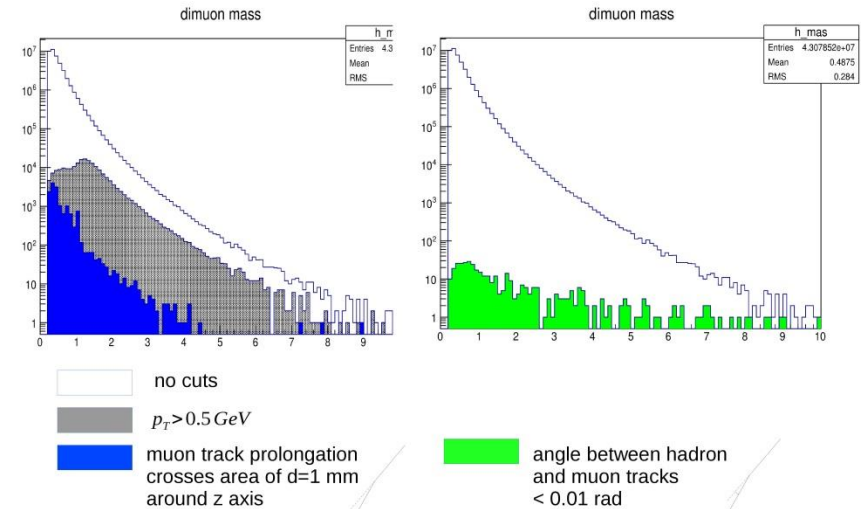 dimuon mass
h_m
Entries 4.3
Mean
RMS
10⁷
10⁶
10⁵
10⁴
10³
10²
10
1
0 1 2 3 4 5 6 7 8 9
dimuon mass
h_mas
Entries 4.307852e+07
Mean 0.4875
RMS 0.284
10⁷
10⁶
10⁵
10⁴
10³
10²
10
1
0 1 2 3 4 5 6 7 8 9 10
no cuts
p_T>0.5 GeV
muon track prolongation
crosses area of d=1 mm
around z axis
angle between hadron
and muon tracks
< 0.01 rad